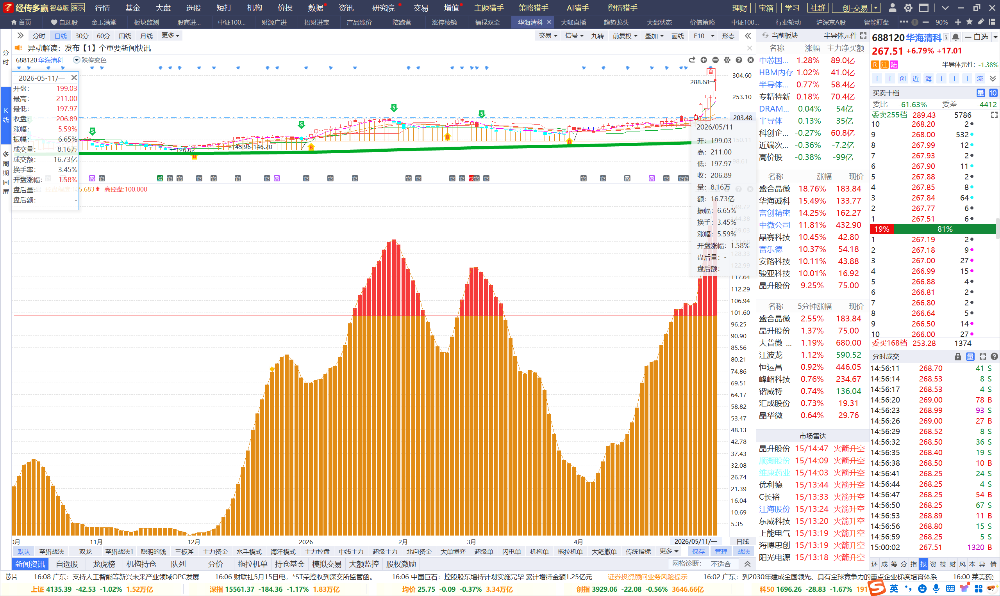 经传多赢 智尊版 演示 行情 基金 大盘 选股 短打 机构 价投 数据 资讯 研究院 交易 增值 主题猎手 策略猎手 AI猎手 舆情猎手 理财 宝箱 学习 社群 一创-交易
首页 自选股 金玉满堂 板块监测 股商进... 中证100... 财源广进 招财进宝 产品涨价 陪跑营 涨停棱镜 福禄双全 华海清科 大咖直播 趋势龙头 大盘状态 价值策略 中证100... 行业轮动 沪深京A股 智能盯盘 90%
分时 日线 30分 60分 周线 月线 更多 交易 信号 九转 前复权 叠加 画线 F10 形态
异动解读：发布【1】个重要新闻快讯
688120 华海清科 跌停变色
分时
K线
多周期同屏
2026-05-11/一
开盘： 199.03
最高： 211.00
最低： 197.97
收盘： 206.89
涨幅： 5.59%
振幅： 6.65%
成交量： 8.16万
成交额： 16.73亿
换手率： 3.45%
开盘涨幅： 1.58%
盘后量： -
盘后额： -
288.68
126.02
145.96-146.20
304.60
253.10
203.48
150.11
98.61
2026/05/11
开：199.03
高：211.00
低：197.97
收：206.89
量：8.16万
额：16.73亿
振幅：6.65%
换手：3.45%
涨幅：5.59%
开盘涨幅：1.58%
盘后量：-
盘后额：-
高控盘:100.000
149.72
144.38
139.03
128.33
122.99
117.64
112.29
106.94
101.60
96.25
90.90
85.56
80.21
74.86
69.51
64.17
58.82
53.47
48.13
42.78
37.43
32.08
26.74
21.39
16.04
10.69
5.35
11月 12月 2026 2月 3月 4月 2026/05/11/一 日线
默认 至猎战法 双龙 至猎战法1 聪明的钱 三板斧 主力资金 水手模式 海洋模式 主力控盘 中线主力 超级主力 北向资金 大单博弈 超级单 闪电单 机构单 拖拉机单 大笔撤单 传统指标 更多 保存 管理 战法
新闻资讯 自选股 龙虎榜 机构持仓 队列 分价 拖拉机单 持仓基金 模拟交易 大额监控 股权激励 网格诊断： 不适合
当前板块 半导体元件
名称 涨幅 主力净买额
中芯国... 1.28% 89.0亿
HBM内存 1.02% 41.0亿
半导体... 0.77% 58.4亿
专精特新 0.18% 70.4亿
DRAM... -0.04% -54亿
半导体 -0.13% -35亿
科创企... -0.27% 60.8亿
近端次... -0.36% -7.2亿
高价股 -0.38% -99亿
名称 涨幅 现价
盛合晶微 18.76% 183.84
华海诚科 15.49% 133.77
富创精密 14.25% 162.27
中微公司 11.81% 432.90
晶赛科技 10.45% 42.80
富乐德 10.37% 54.18
安路科技 10.11% 43.88
骏亚科技 10.01% 16.92
晶升股份 9.25% 75.00
名称 5分钟涨幅 现价
盛合晶微 2.55% 183.84
晶升股份 1.37% 75.00
大普微-... 1.19% 680.00
江波龙 1.12% 590.52
恒运昌 0.92% 446.05
峰岹科技 0.76% 234.67
锴威特 0.74% 136.04
汇成股份 0.73% 19.31
晶华微 0.64% 29.76
市场雷达
晶升股份 15/14:47 火箭升空
顺灏股份 15/14:09 火箭升空
维康药业 15/14:03 火箭升空
优利德 15/13:44 火箭升空
C长裕 15/13:33 火箭升空
江海股份 15/13:24 火箭升空
东威科技 15/13:20 火箭升空
上能电气 15/13:19 火箭升空
海博思创 15/13:19 火箭升空
阳光电源 15/13:18 火箭升空
688120 华海清科 自选
267.51 +6.79% +17.01
R 注 陆 半导体元件: -1.38%
主 主 创 近 海 主 主 主 流
买卖十档 量 10
委比 -61.63% 委差 -4412
委卖255档 289.43 5786
10 268.20 2
9 268.00 532
8 267.99 12
7 267.93 2
6 267.90 11
5 267.88 2
4 267.85 8
3 267.84 64
2 267.77 6
1 267.51 6
19% 81%
1 267.19 2
2 267.18 9
3 267.00 27
4 266.99 15
5 266.88 4
6 266.81 2
7 266.80 2
8 266.64 5
9 266.50 14
10 266.00 27
委买168档 253.28 1374
分时成交 量
14:56:11 268.70 41 S
14:56:14 268.53 8 S
14:56:17 268.53 4 S
14:56:20 269.00 78 B
14:56:23 268.99 93 S
14:56:26 269.00 27 B
14:56:29 268.52 8 S
14:56:32 268.50 36 S
14:56:35 268.40 19 S
14:56:38 268.50 10 B
14:56:41 268.25 24 S
14:56:44 268.25 4 S
14:56:47 268.25 54 B
14:56:50 268.25 67 S
14:56:53 268.89 11 B
14:56:56 268.80 15 S
14:56:59 268.25 5 S
15:00:02 267.51 1320 B
还 成 筹 分 指 报 资 技 财 风 本 异 情
芯片 16:08 广东：支持人工智能等新兴未来产业领域OPC发展 16:06 财联社5月15日电，*ST荣控收到深交所监管函。 16:06 中国巨石：控股股东增持计划实施完毕 累计增持金额1.25亿元 证券投资顾问业务风险提示 16:02 广东：到2030年建成全国领先、具有全球竞争力的重点企业梯度培育体系 16:00 莱美药
上证 4135.39 -42.53 -1.02% 1.52万亿 深指 15561.37 -184.36 -1.17% 1.83万亿 均价 25.75 -0.09 -0.37% 3.34万亿 创指 3929.06 -22.08 -0.56% 3646.66亿 科50 1696.26 -28.83 -1.67% 191 英